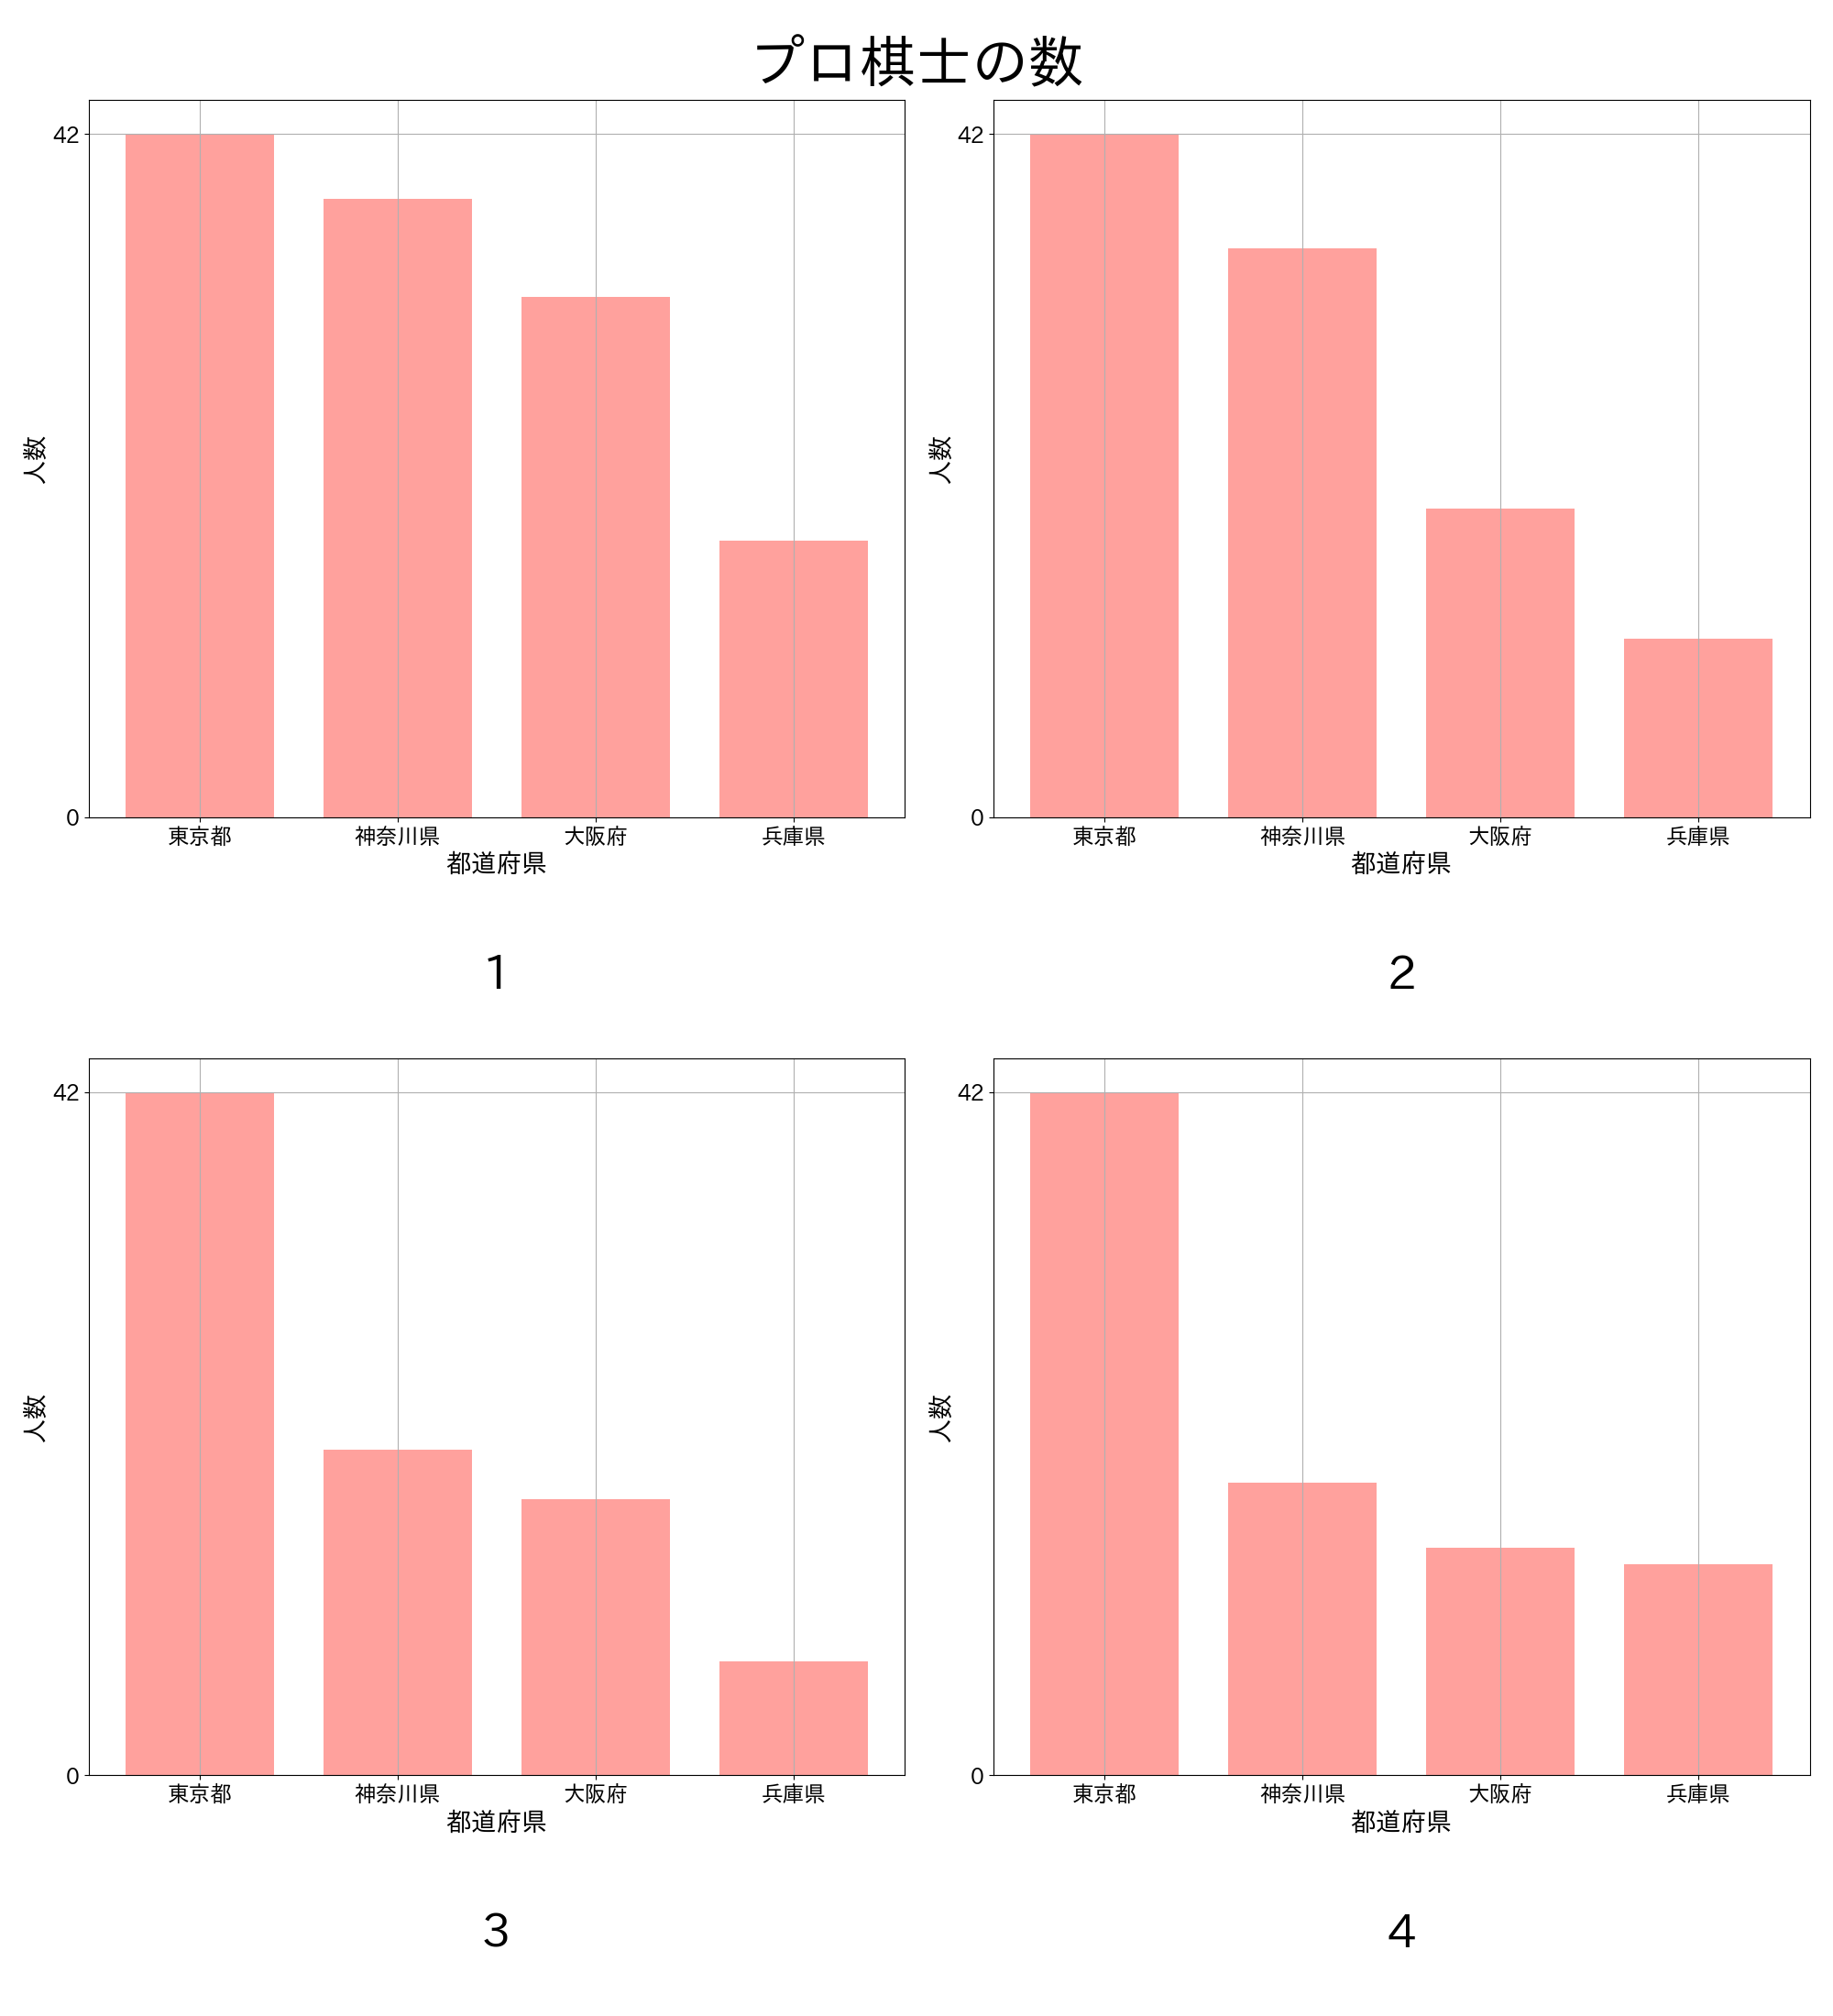 プロ棋士の数
42
人数
0
東京都 神奈川県 大阪府 兵庫県
都道府県
1
42
人数
0
東京都 神奈川県 大阪府 兵庫県
都道府県
2
42
人数
0
東京都 神奈川県 大阪府 兵庫県
都道府県
3
42
人数
0
東京都 神奈川県 大阪府 兵庫県
都道府県
4